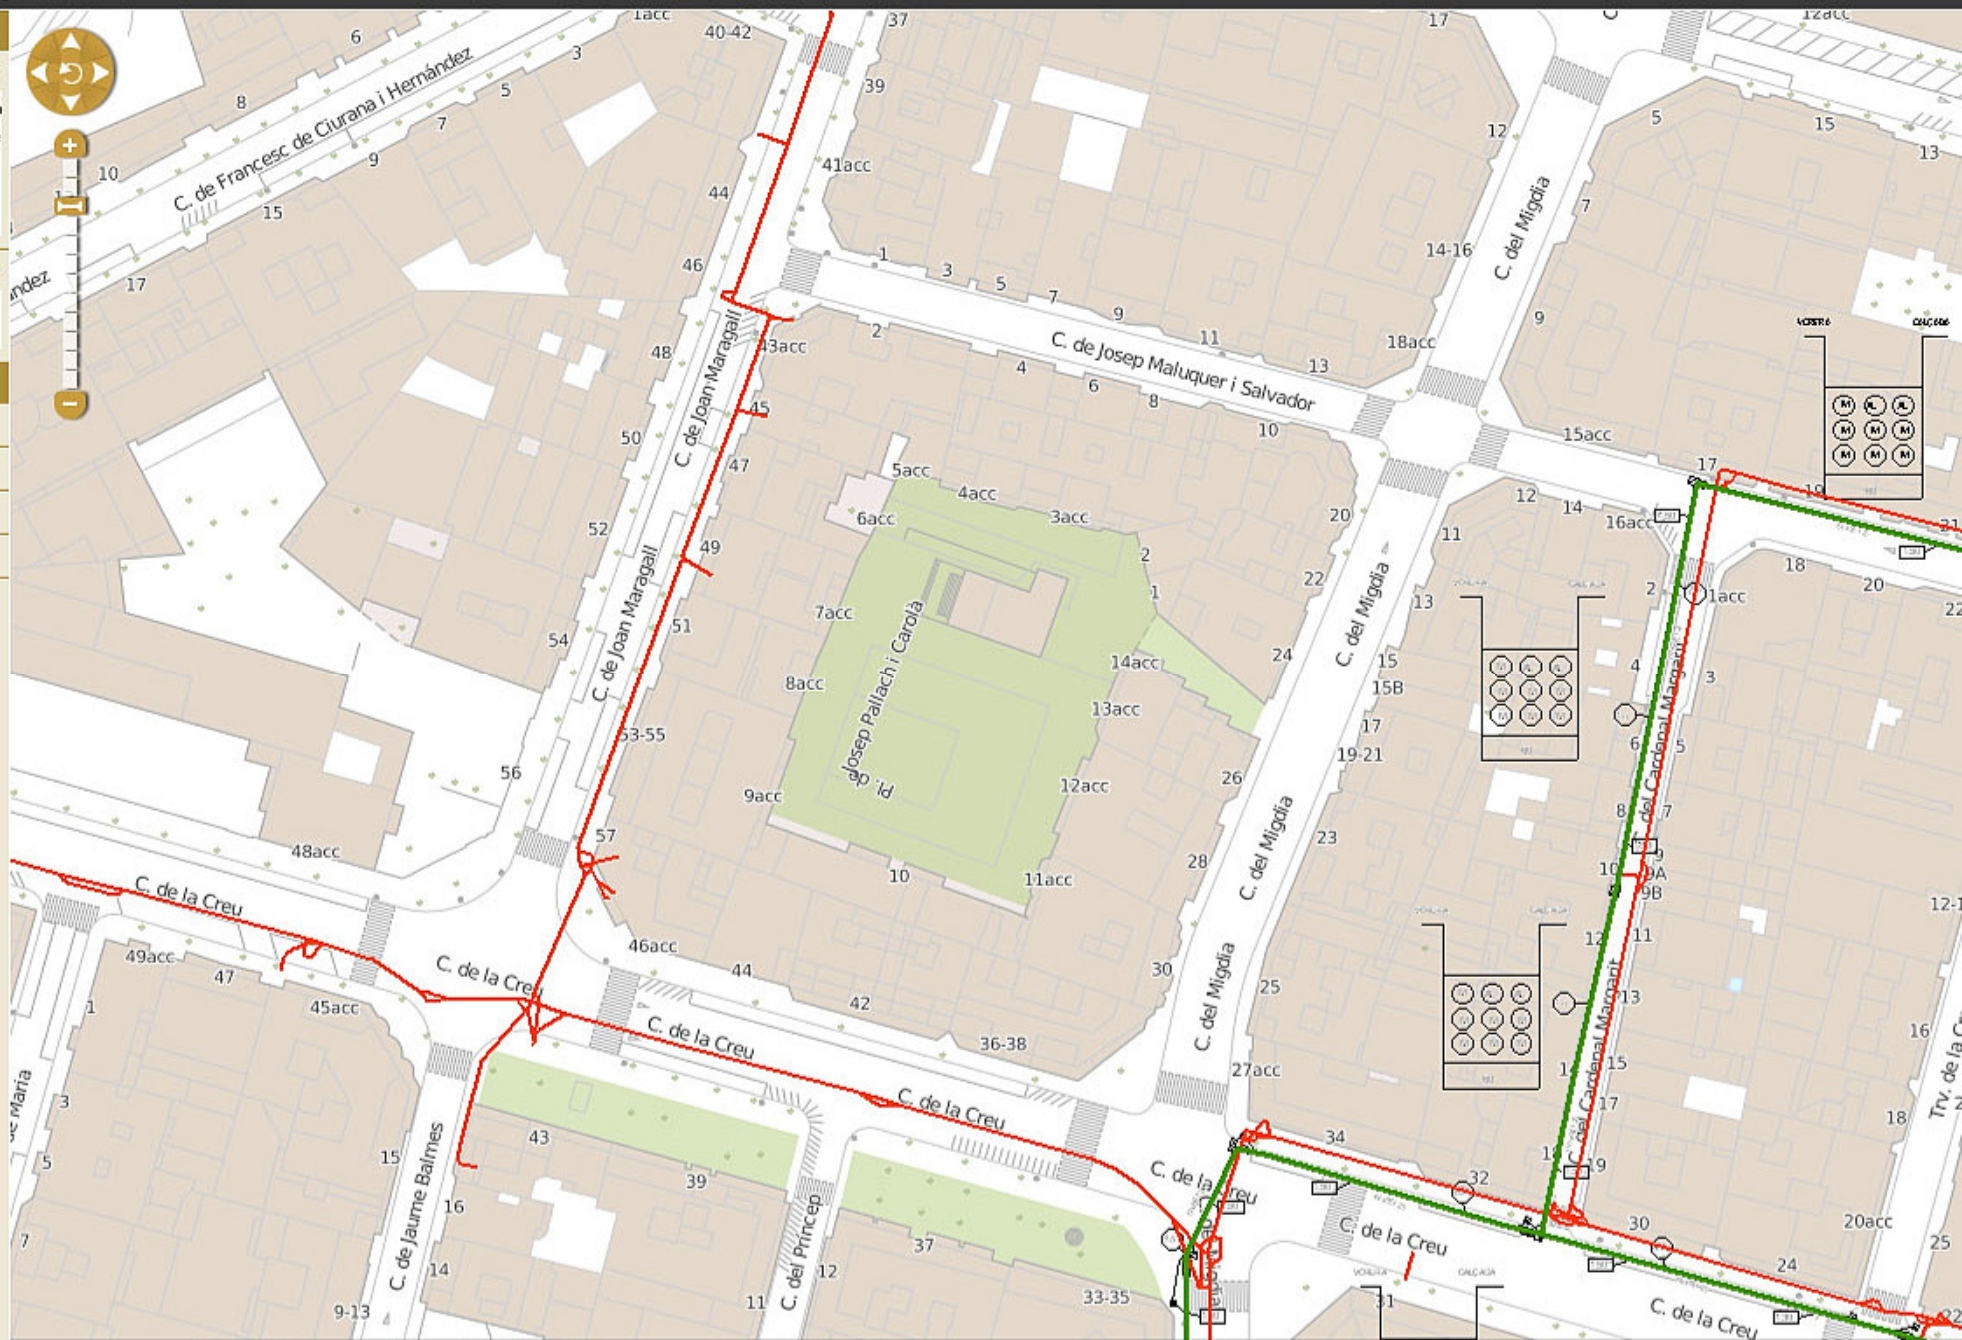 1acc
40-42
37
17
12acc
6
3
39
8
5
C. de Francesc de Ciurana i Hernández
7
9
10
15
17
44
41acc
46
12
5
15
13
C. del Migdia
7
14-16
9
1
3
5
7
9
11
13
18acc
C. de Josep Maluquer i Salvador
2
4
6
8
10
43acc
48
C. de Joan Maragall
45
50
47
52
49
51
54
C. de Joan Maragall
53-55
56
57
5acc
4acc
3acc
6acc
2
1
7acc
8acc
14acc
13acc
12acc
9acc
10
11acc
Pl. de
Josep Pallach i Carolà
VORERA
CALÇADA
M
M M M
M M M
15acc
17
19
21
12
14
16acc
20
11
22
13
18
20
22
1acc
2
4
3
24
15
15B
17
19-21
C. del Migdia
26
23
28
C. del Migdia
30
25
C. del Migdia
27acc
6
5
8
7
9
10
9A
9B
11
12
13
15
17
19
del Cardenal Margarit
C. del Cardenal Margarit
16
18
20acc
25
48acc
C. de la Creu
49acc
47
45acc
C. de la Creu
46acc
44
42
C. de la Creu
36-38
C. de la Creu
1
3
5
7
15
16
14
9-13
C. de Jaume Balmes
43
39
C. del Príncep
12
11
37
33-35
34
32
30
24
C. de la Creu
31
C. de la Creu
22